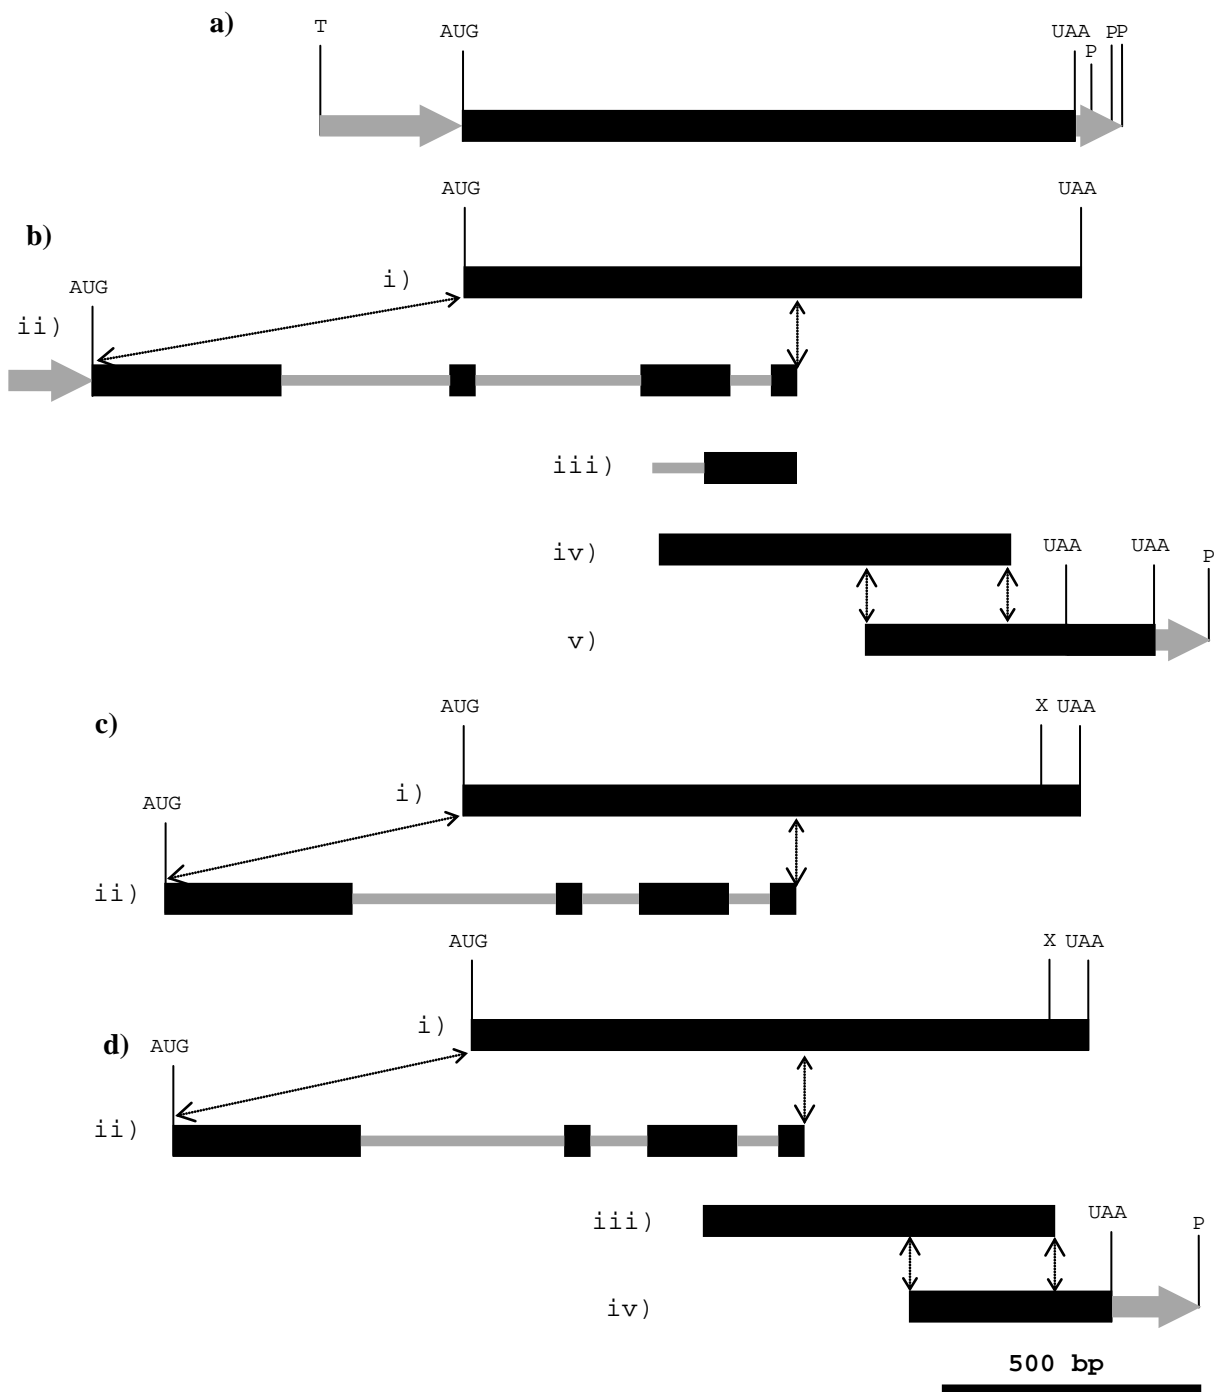 a) T AUG UAA P PP
AUG UAA
b)
i)
AUG
ii)
iii)
iv) UAA UAA P
v)
c) AUG X UAA
i)
AUG
ii)
AUG X UAA
i)
d) AUG
ii)
iii) UAA P
iv)
500 bp